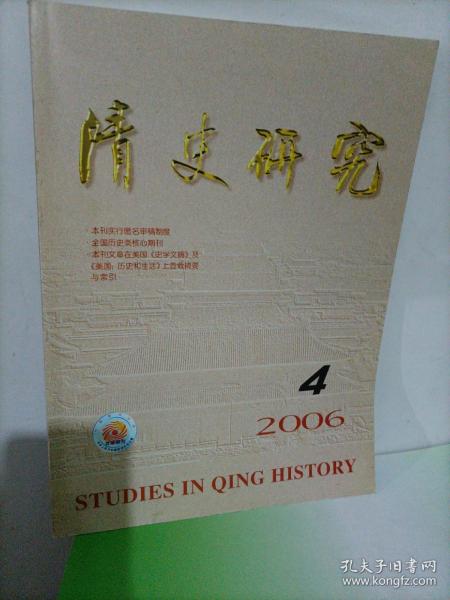 清史研究
·本刊实行匿名审稿制度
·全国历史类核心期刊
·本刊文章在美国《史学文摘》及
《美国:历史和生活》上登载摘要
与索引
4
2006
STUDIES IN QING HISTORY
孔夫子旧书网
www.kongfz.com